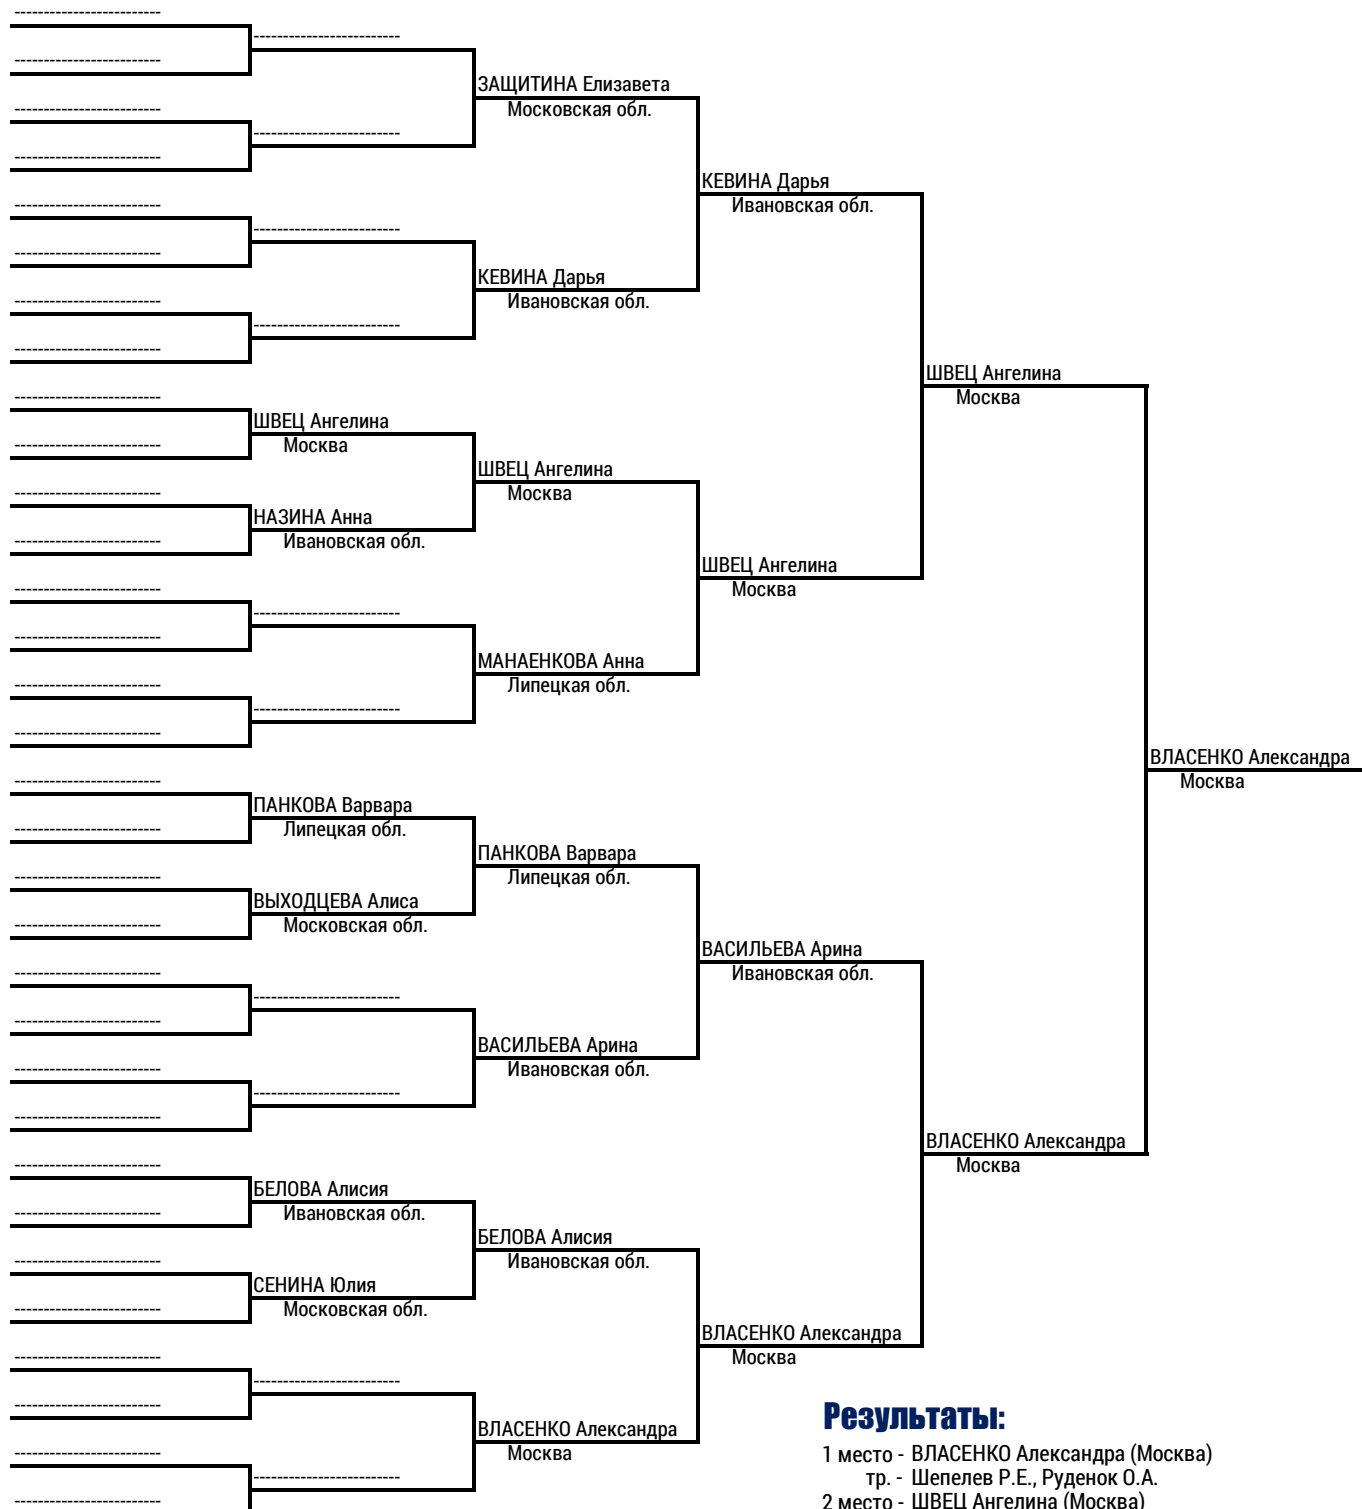 ЗАЩИТИНА Елизавета
Московская обл.
КЕВИНА Дарья
Ивановская обл.
КЕВИНА Дарья
Ивановская обл.
ШВЕЦ Ангелина
Москва
ШВЕЦ Ангелина
Москва
ШВЕЦ Ангелина
Москва
НАЗИНА Анна
Ивановская обл.
ШВЕЦ Ангелина
Москва
МАНАЕНКОВА Анна
Липецкая обл.
ВЛАСЕНКО Александра
Москва
ПАНКОВА Варвара
Липецкая обл.
ПАНКОВА Варвара
Липецкая обл.
ВЫХОДЦЕВА Алиса
Московская обл.
ВАСИЛЬЕВА Арина
Ивановская обл.
ВАСИЛЬЕВА Арина
Ивановская обл.
ВЛАСЕНКО Александра
Москва
БЕЛОВА Алисия
Ивановская обл.
БЕЛОВА Алисия
Ивановская обл.
СЕНИНА Юлия
Московская обл.
ВЛАСЕНКО Александра
Москва
ВЛАСЕНКО Александра
Москва
Результаты:
1 место - ВЛАСЕНКО Александра (Москва)
тр. - Шепелев Р.Е., Руденок О.А.
2 место - ШВЕЦ Ангелина (Москва)